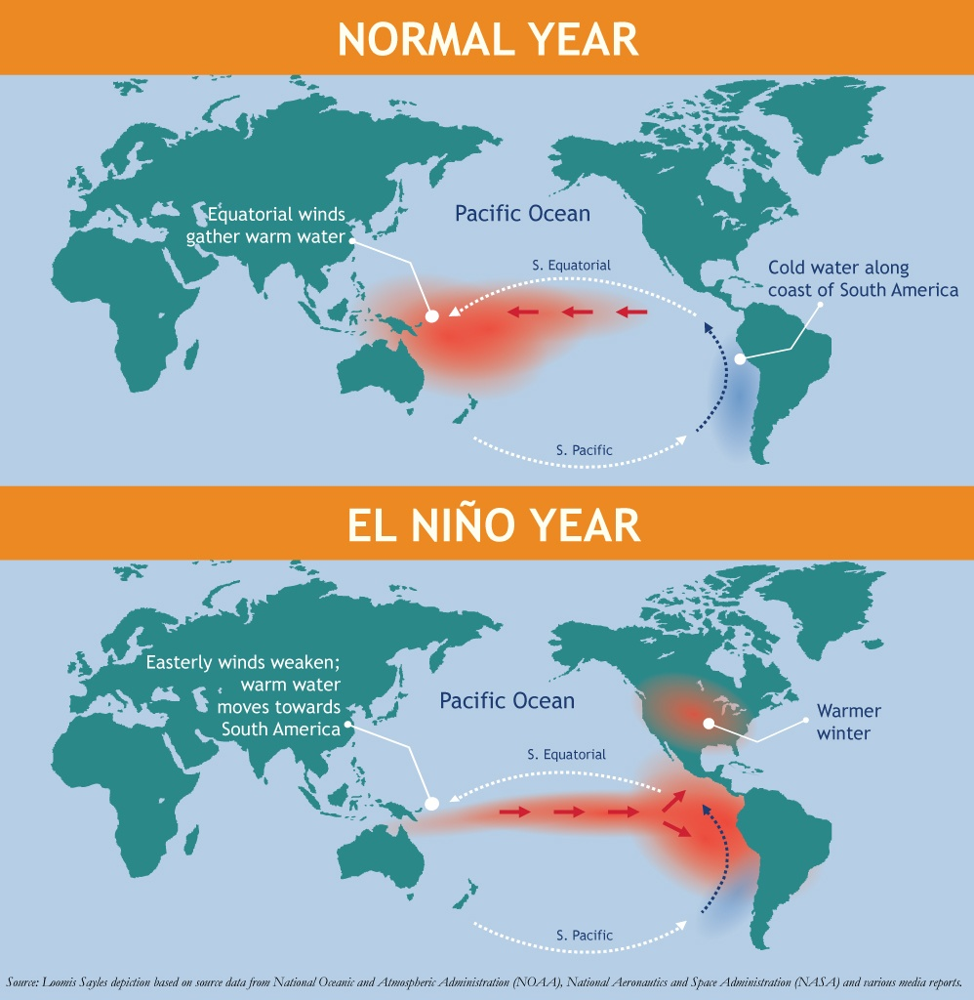 NORMAL YEAR
Equatorial winds
gather warm water
Pacific Ocean
S. Equatorial
Cold water along
coast of South America
S. Pacific
EL NIÑO YEAR
Easterly winds weaken;
warm water
moves towards
South America
Pacific Ocean
S. Equatorial
Warmer
winter
S. Pacific
Source: Loomis Sayles depiction based on source data from National Oceanic and Atmospheric Administration (NOAA), National Aeronautics and Space Administration (NASA) and various media reports.